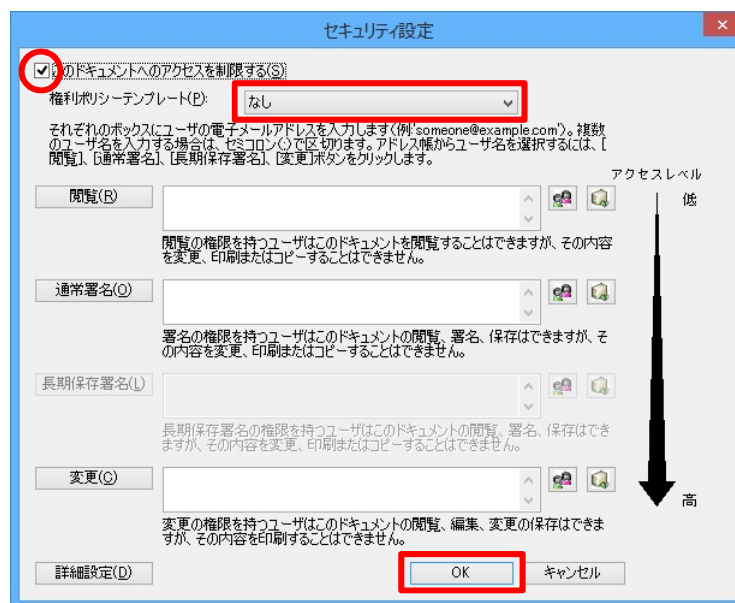 セキュリティ設定
このドキュメントへのアクセスを制限する(S)
権利ポリシーテンプレート(P):
なし
それぞれのボックスにユーザの電子メールアドレスを入力します(例:'someone@example.com')。複数
のユーザ名を入力する場合は、セミコロン(;)で区切ります。アドレス帳からユーザ名を選択するには、[
閲覧]、[通常署名]、[長期保存署名]、[変更]ボタンをクリックします。
アクセスレベル
閲覧(R)
低
閲覧の権限を持つユーザはこのドキュメントを閲覧することはできますが、その内容
を変更、印刷またはコピーすることはできません。
通常署名(O)
署名の権限を持つユーザはこのドキュメントの閲覧、署名、保存はできますが、そ
の内容を変更、印刷またはコピーすることはできません。
長期保存署名(L)
長期保存署名の権限を持つユーザはこのドキュメントの閲覧、署名、保存はでき
ますが、その内容を変更、印刷またはコピーすることはできません。
変更(C)
高
変更の権限を持つユーザはこのドキュメントの閲覧、編集、変更の保存はできま
すが、その内容を印刷することはできません。
詳細設定(D)
OK
キャンセル